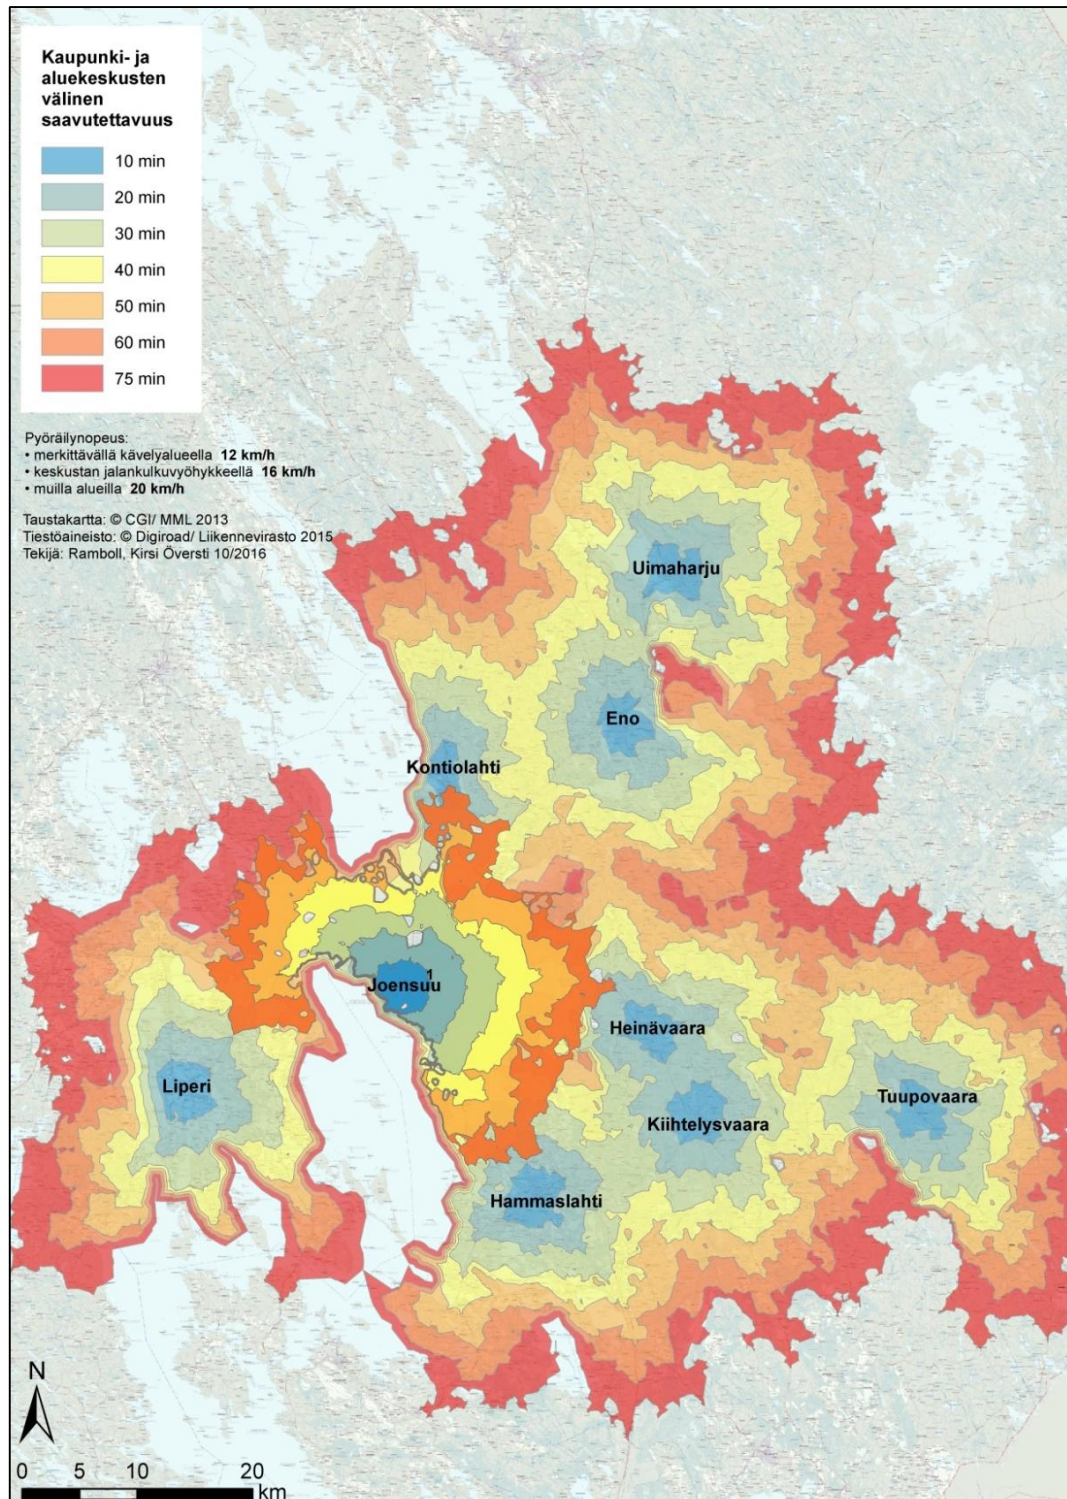 Kaupunki- ja
aluekeskusten
välinen
saavutettavuus
10 min
20 min
30 min
40 min
50 min
60 min
75 min
Pyöräilynopeus:
• merkittävällä kävelyalueella 12 km/h
• keskustan jalankulkuvyöhykkeellä 16 km/h
• muilla alueilla 20 km/h
Taustakartta: © CGI/ MML 2013
Tiestöaineisto: © Digiroad/ Liikennevirasto 2015
Tekijä: Ramboll, Kirsi Översti 10/2016
Uimaharju
Eno
Kontiolahti
1
Joensuu
Heinävaara
Liperi
Tuupovaara
Kiihtelysvaara
Hammaslahti
N
0 5 10 20
km